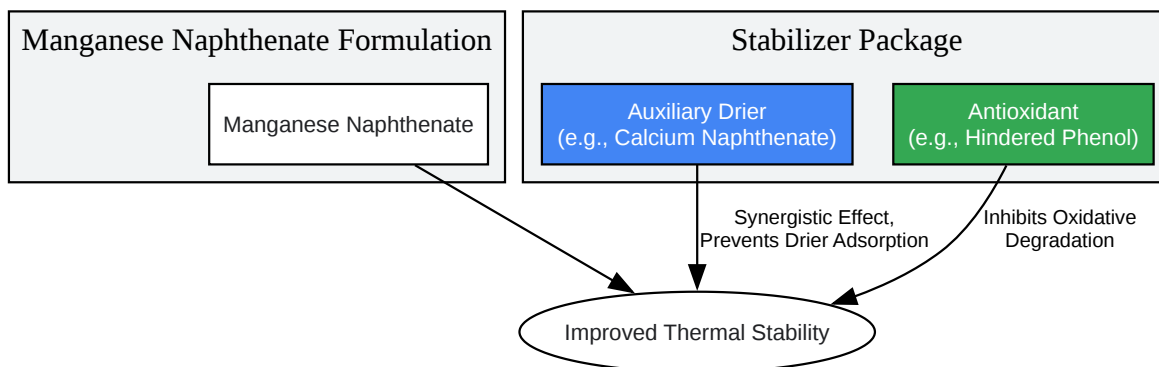 Manganese Naphthenate Formulation
Stabilizer Package
Manganese Naphthenate
Auxiliary Drier
(e.g., Calcium Naphthenate)
Antioxidant
(e.g., Hindered Phenol)
Synergistic Effect,
Prevents Drier Adsorption
Inhibits Oxidative
Degradation
Improved Thermal Stability